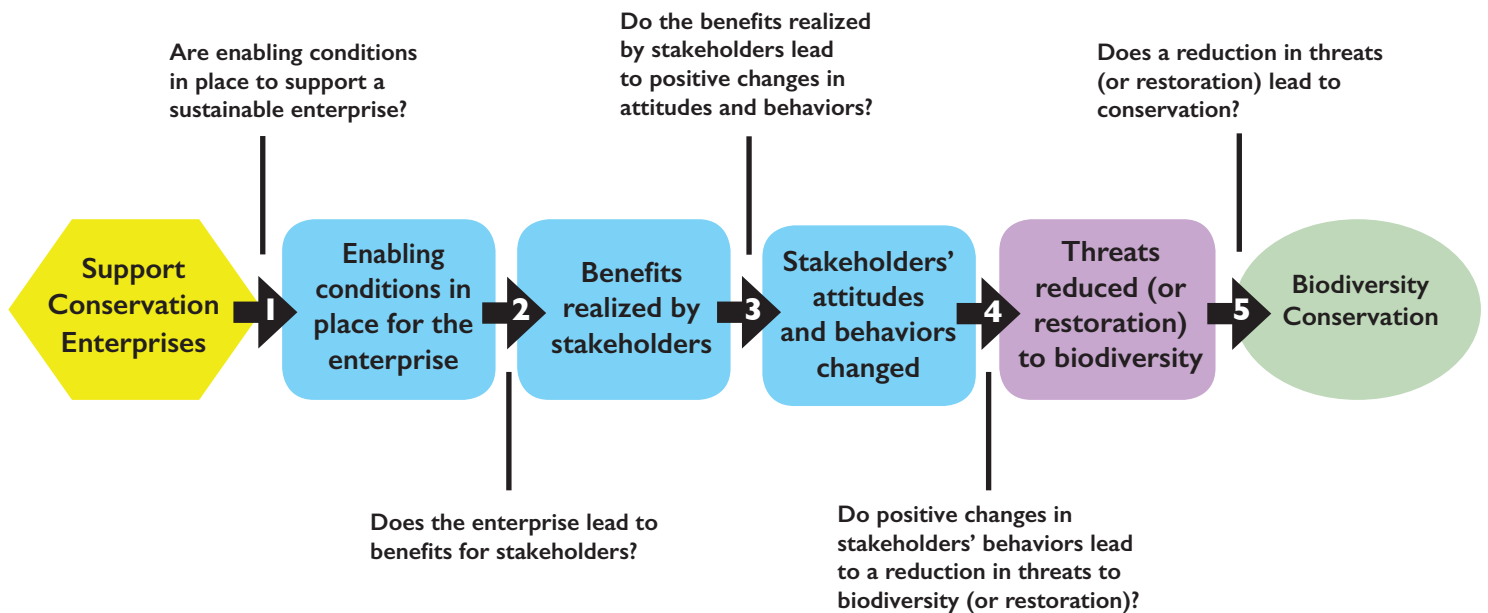 Are enabling conditions
in place to support a
sustainable enterprise?
Do the benefits realized
by stakeholders lead
to positive changes in
attitudes and behaviors?
Does a reduction in threats
(or restoration) lead to
conservation?
Support
Conservation
Enterprises
1
Enabling
conditions in
place for the
enterprise
2
Benefits
realized by
stakeholders
3
Stakeholders’
attitudes
and behaviors
changed
4
Threats
reduced (or
restoration)
to biodiversity
5
Biodiversity
Conservation
Does the enterprise lead to
benefits for stakeholders?
Do positive changes in
stakeholders’ behaviors lead
to a reduction in threats to
biodiversity (or restoration)?